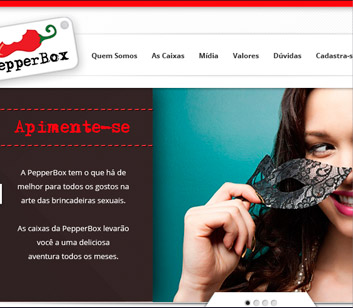 PepperBox
Quem Somos As Caixas Mídia Valores Dúvidas Cadastra-s
Apimente-se
A PepperBox tem o que há de
melhor para todos os gostos na
arte das brincadeiras sexuais.
As caixas da PepperBox levarão
você a uma deliciosa
aventura todos os meses.